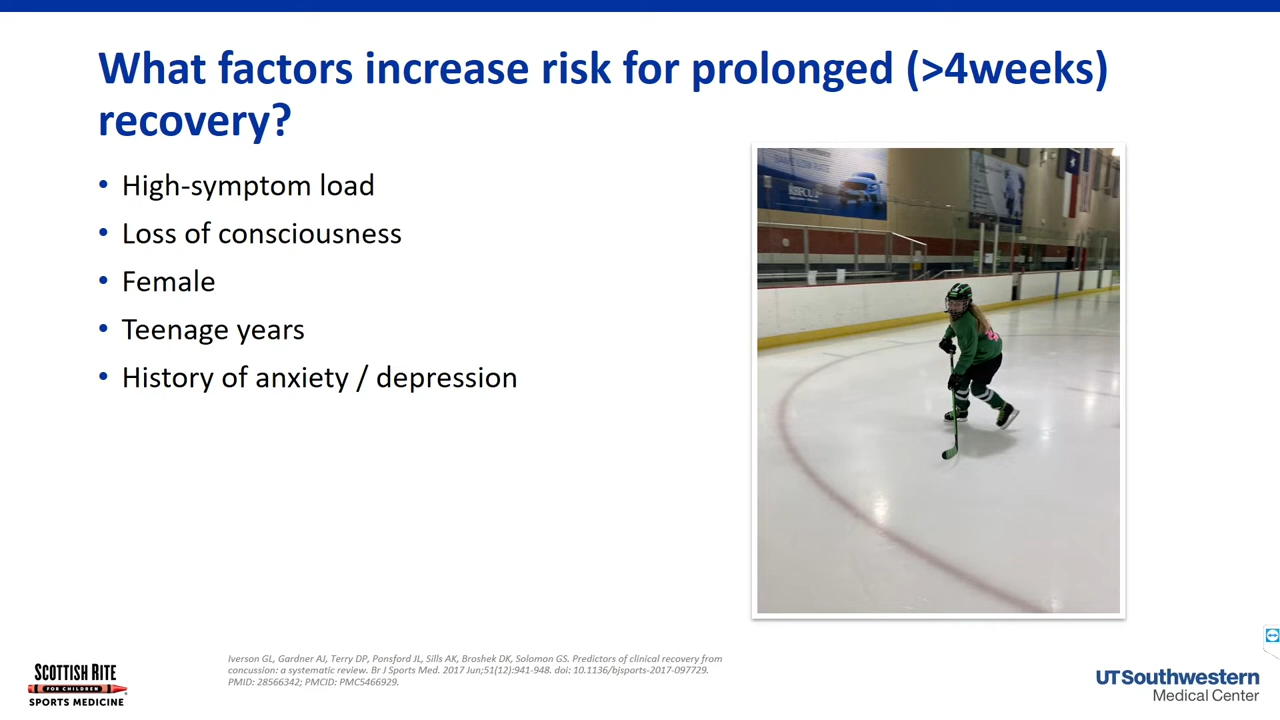 What factors increase risk for prolonged (>4weeks)
recovery?
• High-symptom load
• Loss of consciousness
• Female
• Teenage years
• History of anxiety / depression
Iverson GL, Gardner AJ, Terry DP, Ponsford JL, Sills AK, Broshek DK, Solomon GS. Predictors of clinical recovery from
concussion: a systematic review. Br J Sports Med. 2017 Jun;51(12):941-948. doi: 10.1136/bjsports-2017-097729.
PMID: 28566342; PMCID: PMC5466929.
SCOTTISH RITE
FOR CHILDREN
SPORTS MEDICINE
UTSouthwestern
Medical Center